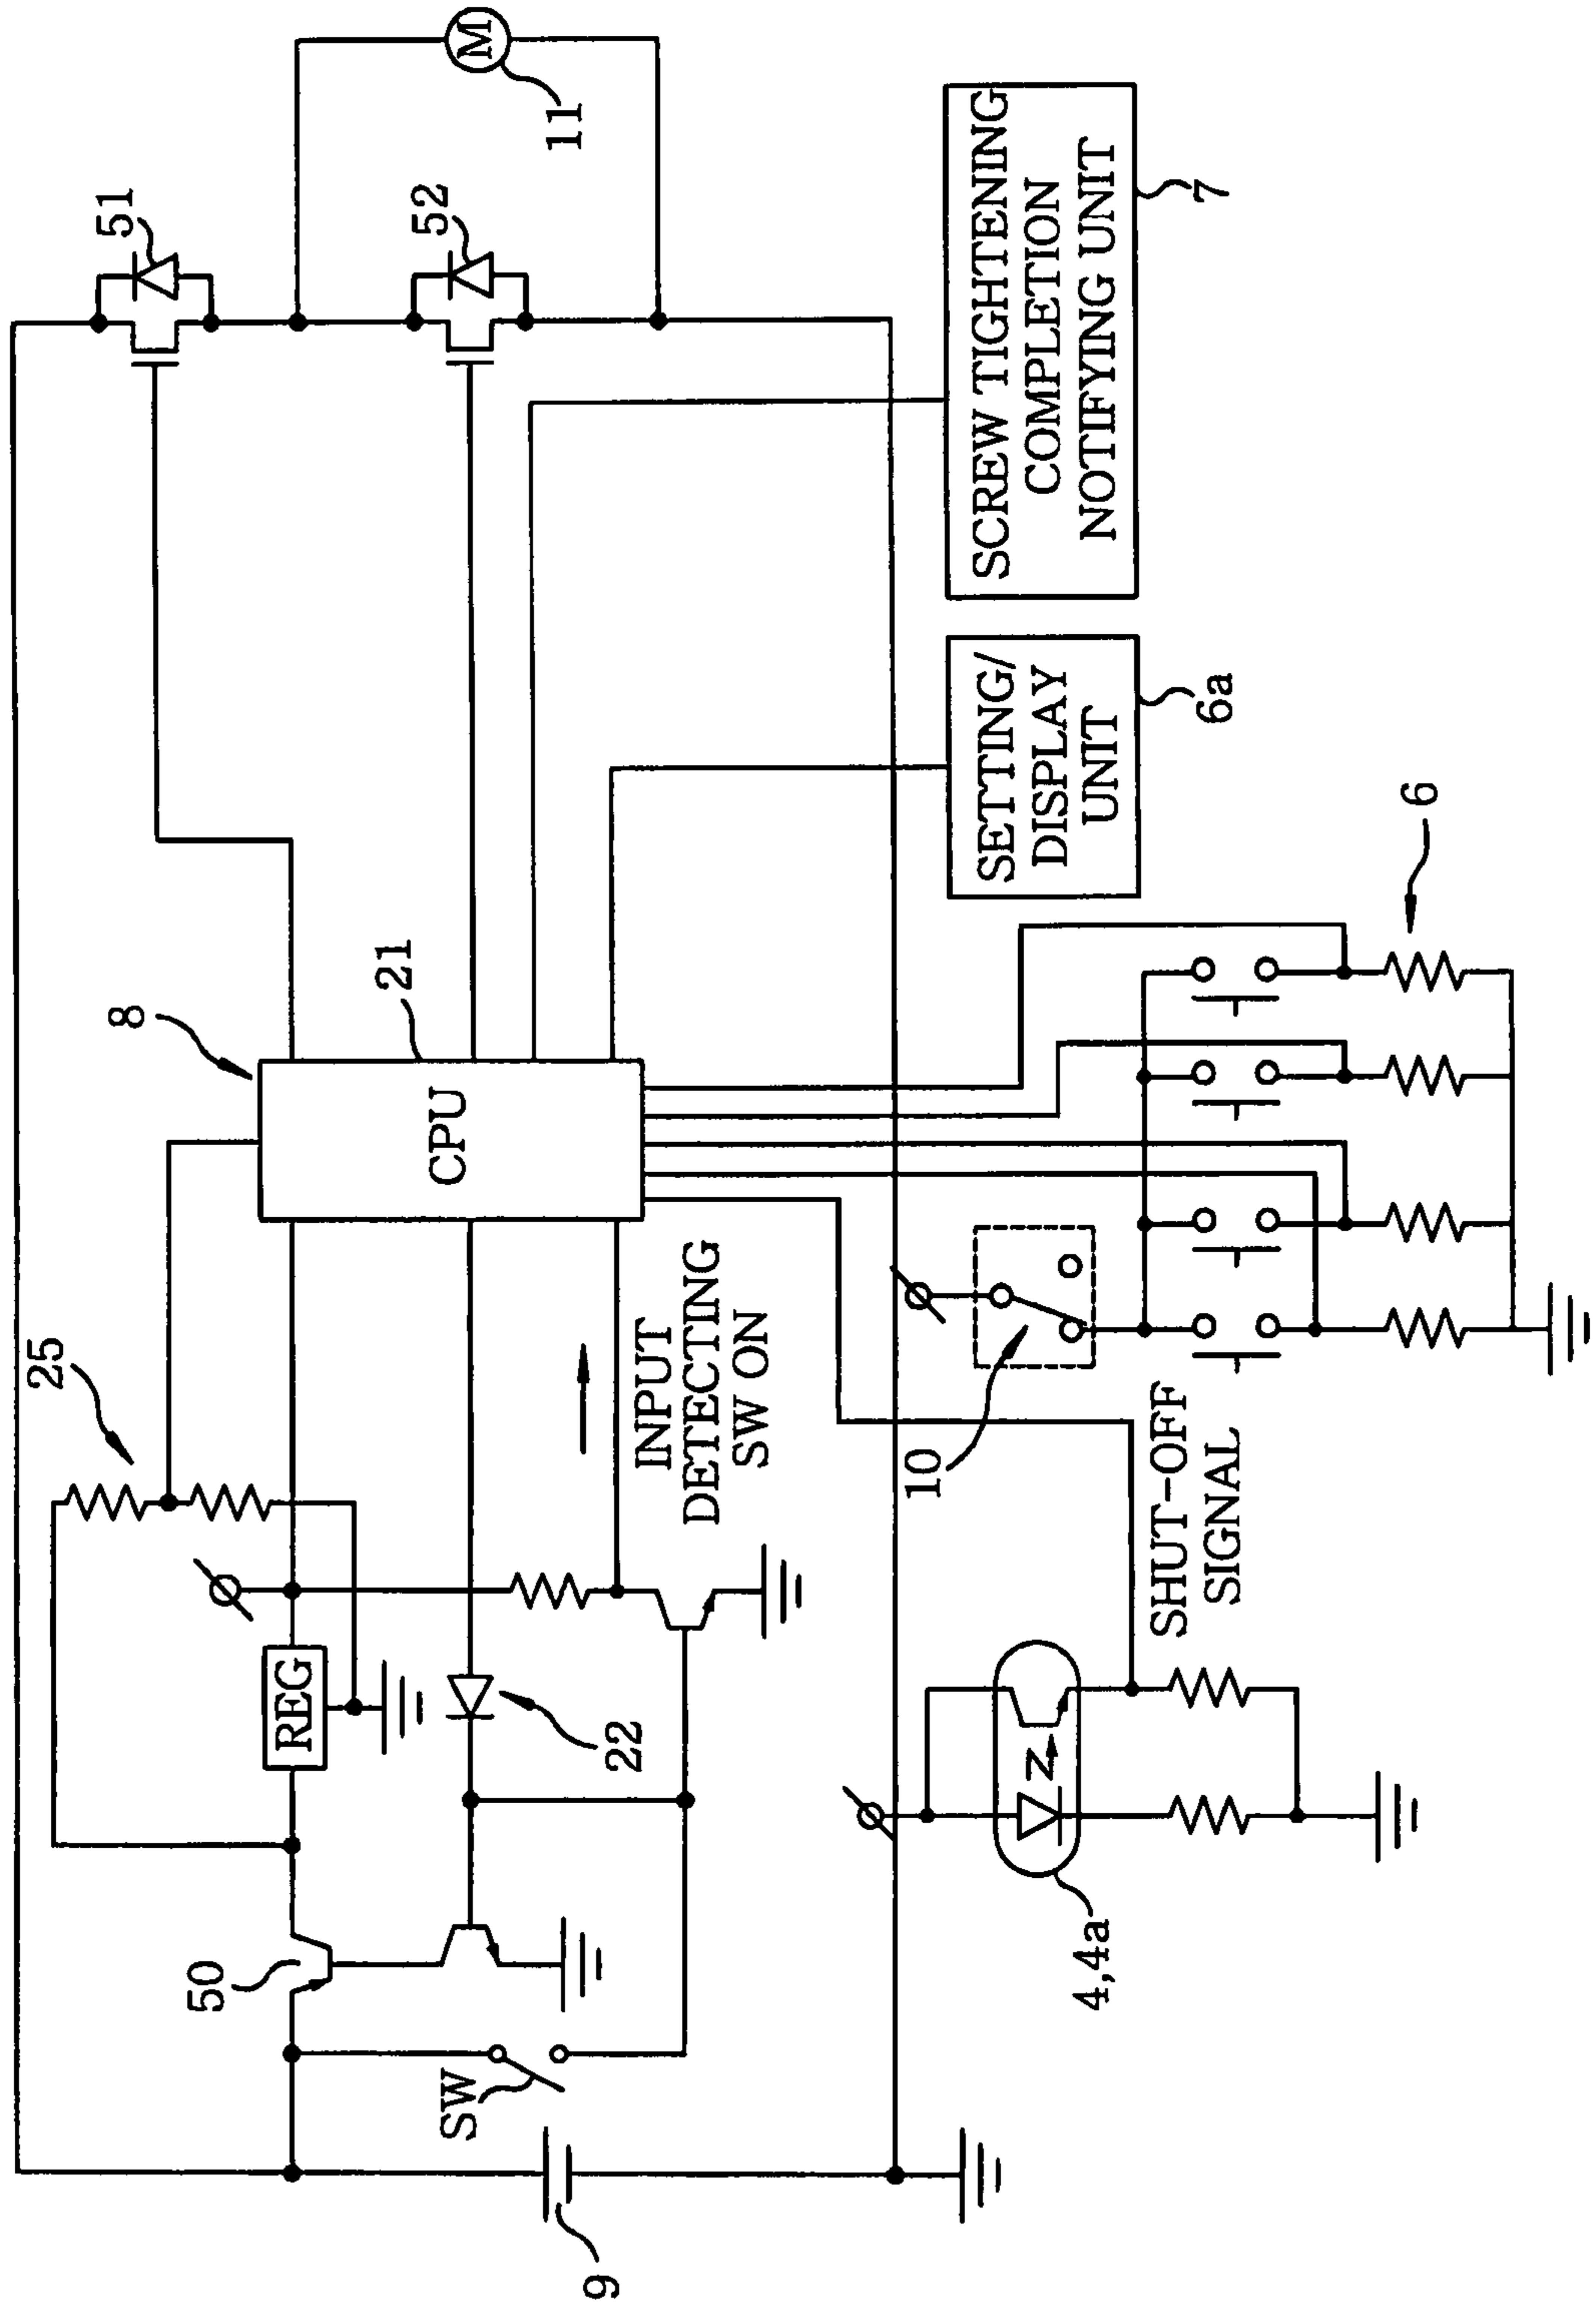 51
52
M
11
8
21
CPU
25
REG
50
22
SW
9
INPUT
DETECTING
SW ON
SCREW TIGHTENING
COMPLETION
NOTIFYING UNIT
7
SETTING/
DISPLAY
UNIT
6a
6
10
SHUT-OFF
SIGNAL
4,4a